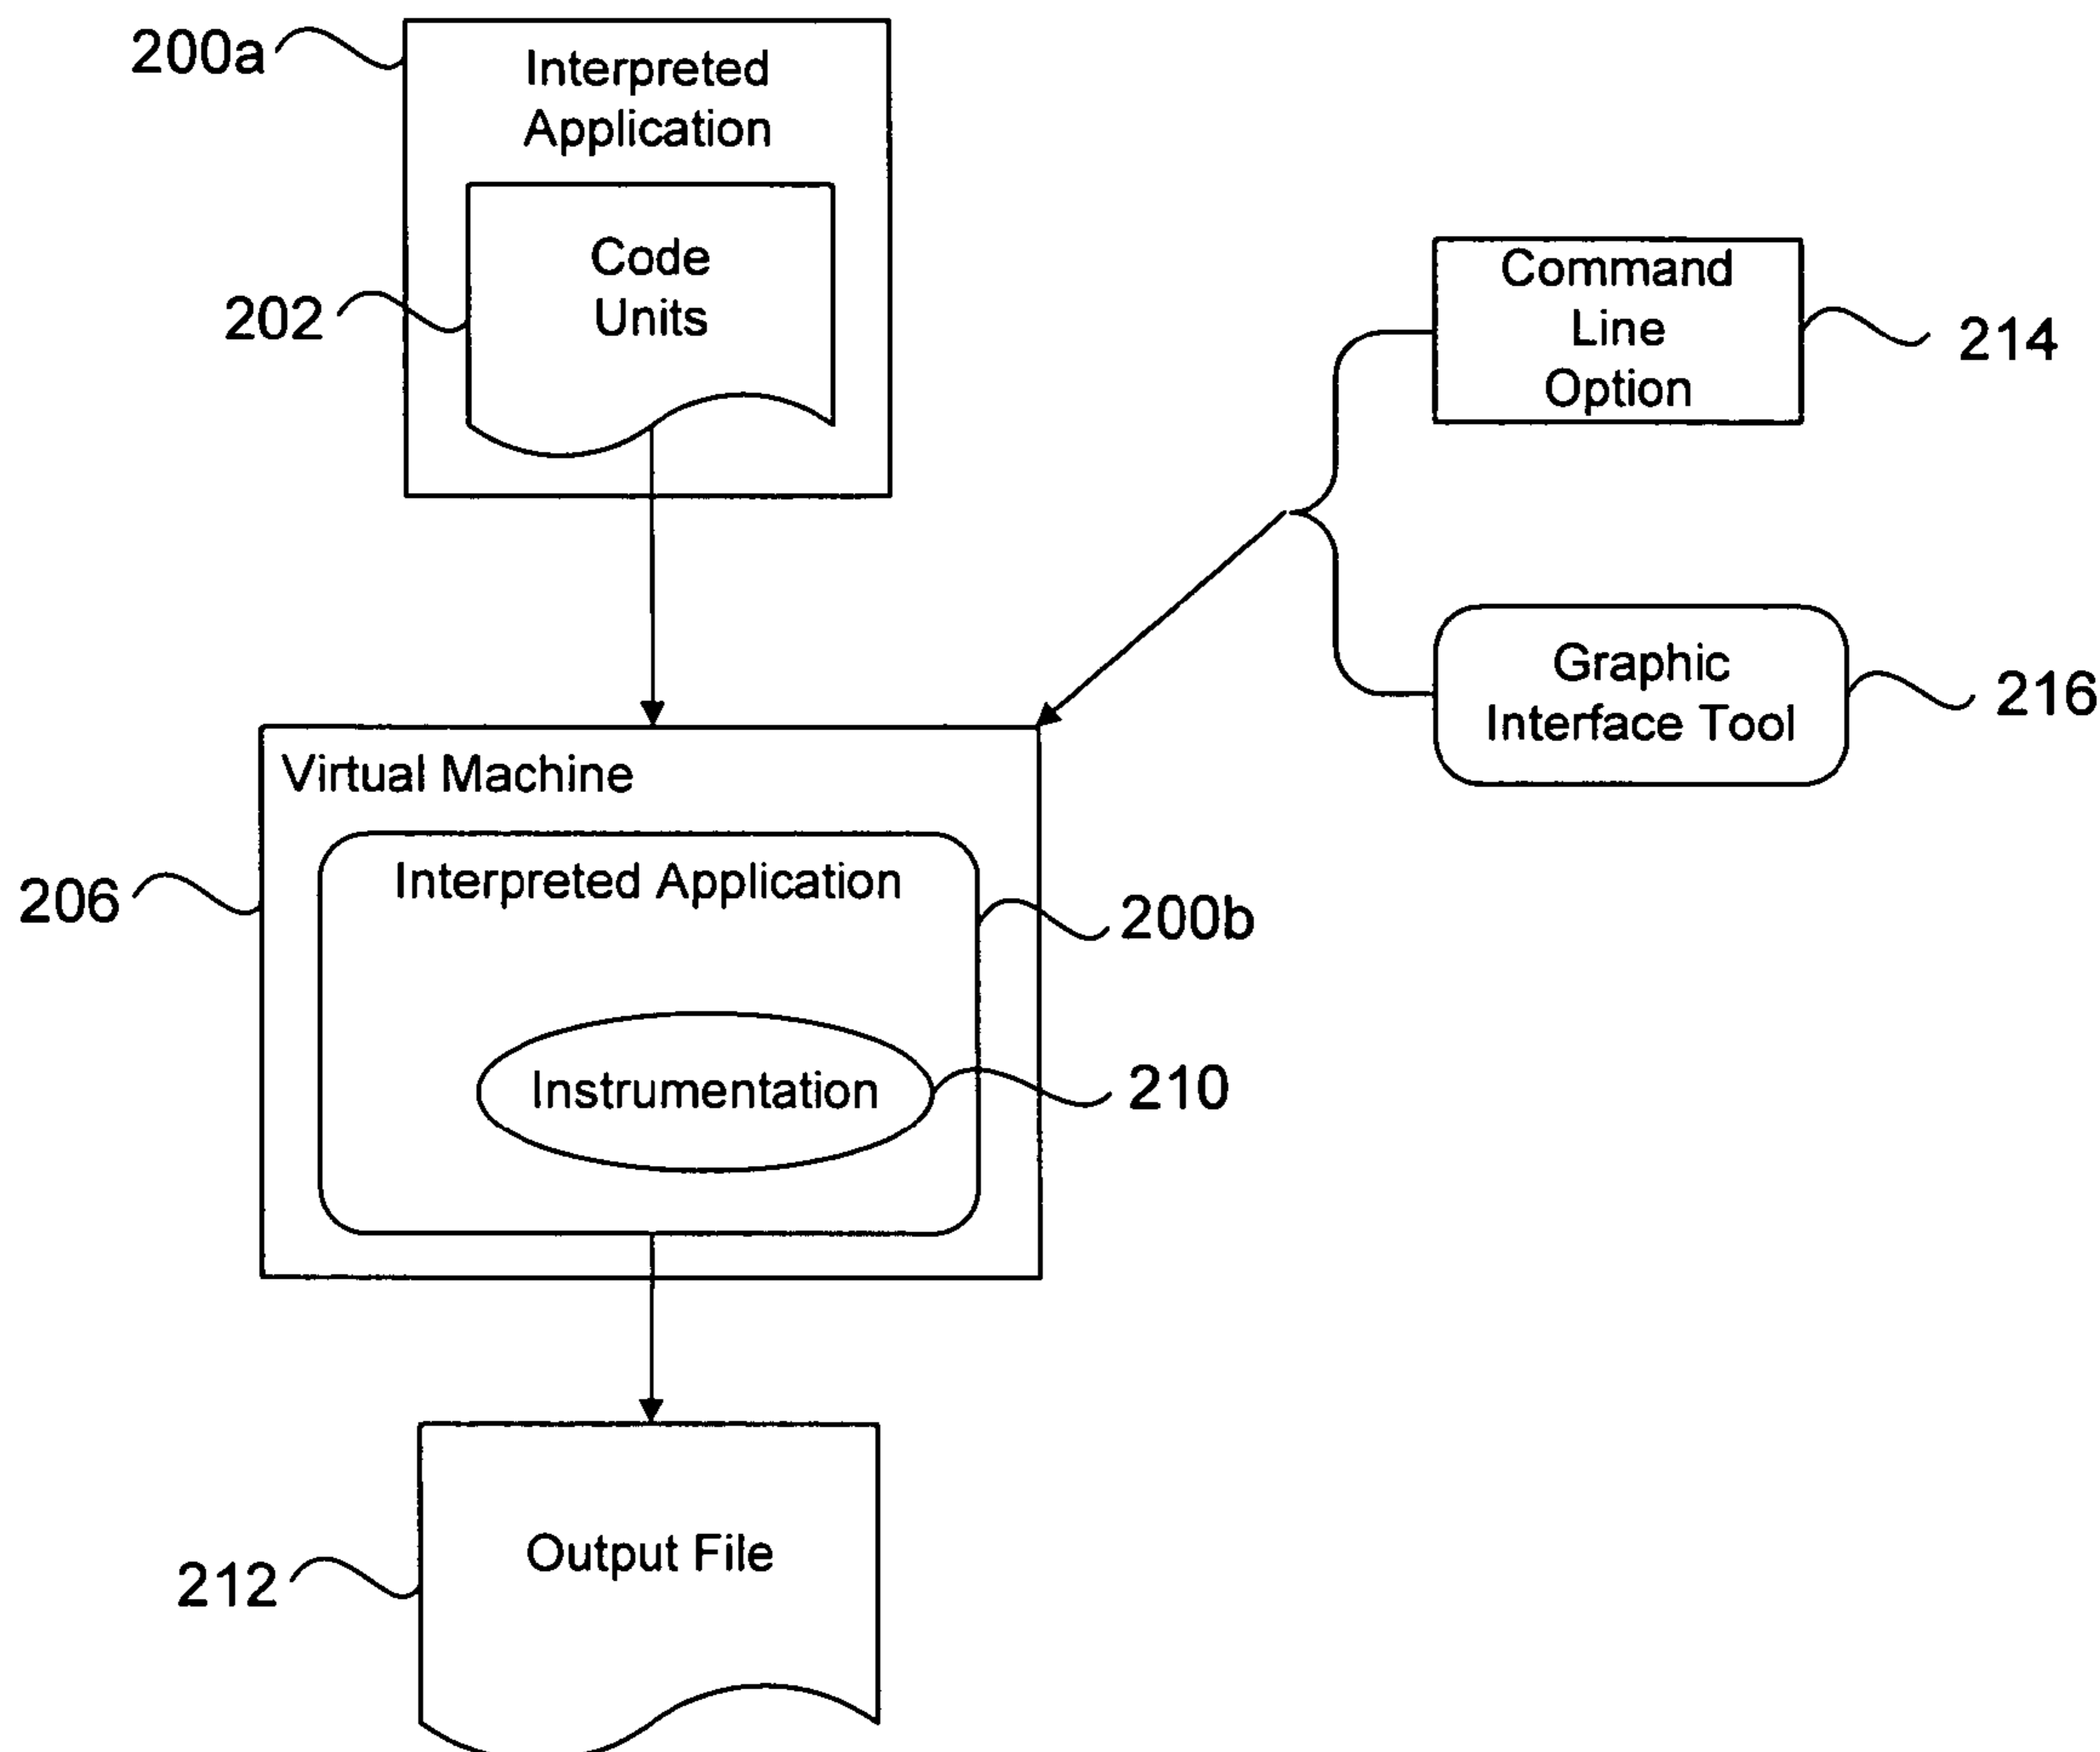 200a
Interpreted
Application
Code
Units
202
Command
Line
Option
214
Graphic
Interface Tool
216
Virtual Machine
Interpreted Application
206
200b
Instrumentation
210
Output File
212